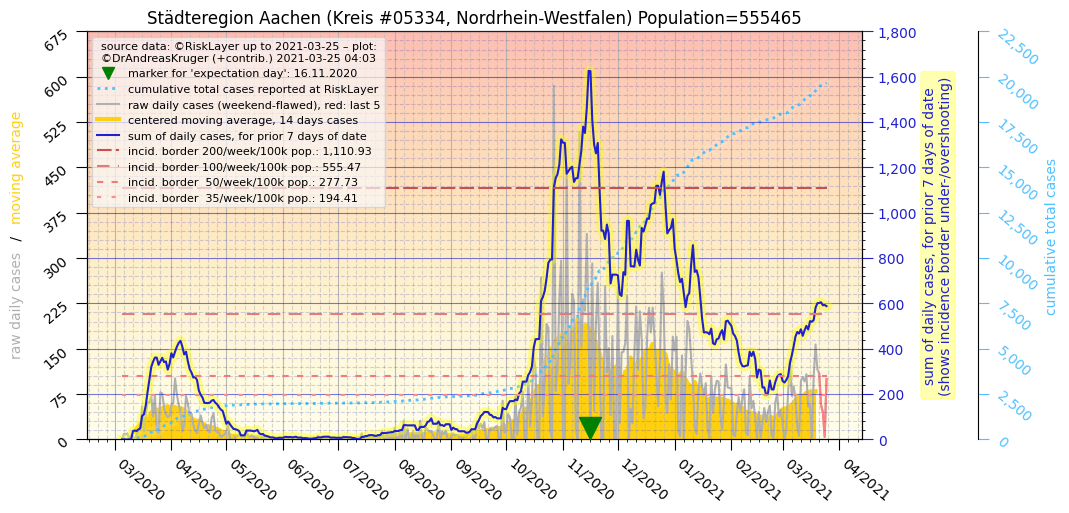 Städteregion Aachen (Kreis #05334, Nordrhein-Westfalen) Population=555465
source data: ©RiskLayer up to 2021-03-25 – plot:
©DrAndreasKruger (+contrib.) 2021-03-25 04:03
marker for 'expectation day': 16.11.2020
cumulative total cases reported at RiskLayer
raw daily cases (weekend-flawed), red: last 5
centered moving average, 14 days cases
sum of daily cases, for prior 7 days of date
incid. border 200/week/100k pop.: 1,110.93
incid. border 100/week/100k pop.: 555.47
incid. border  50/week/100k pop.: 277.73
incid. border  35/week/100k pop.: 194.41
raw daily cases  /  moving average
675
600
525
450
375
300
225
150
75
0
03/2020
04/2020
05/2020
06/2020
07/2020
08/2020
09/2020
10/2020
11/2020
12/2020
01/2021
02/2021
03/2021
04/2021
1,800
1,600
1,400
1,200
1,000
800
600
400
200
0
sum of daily cases, for prior 7 days of date
(shows incidence border under-/overshooting)
22,500
20,000
17,500
15,000
12,500
10,000
7,500
5,000
2,500
0
cumulative total cases